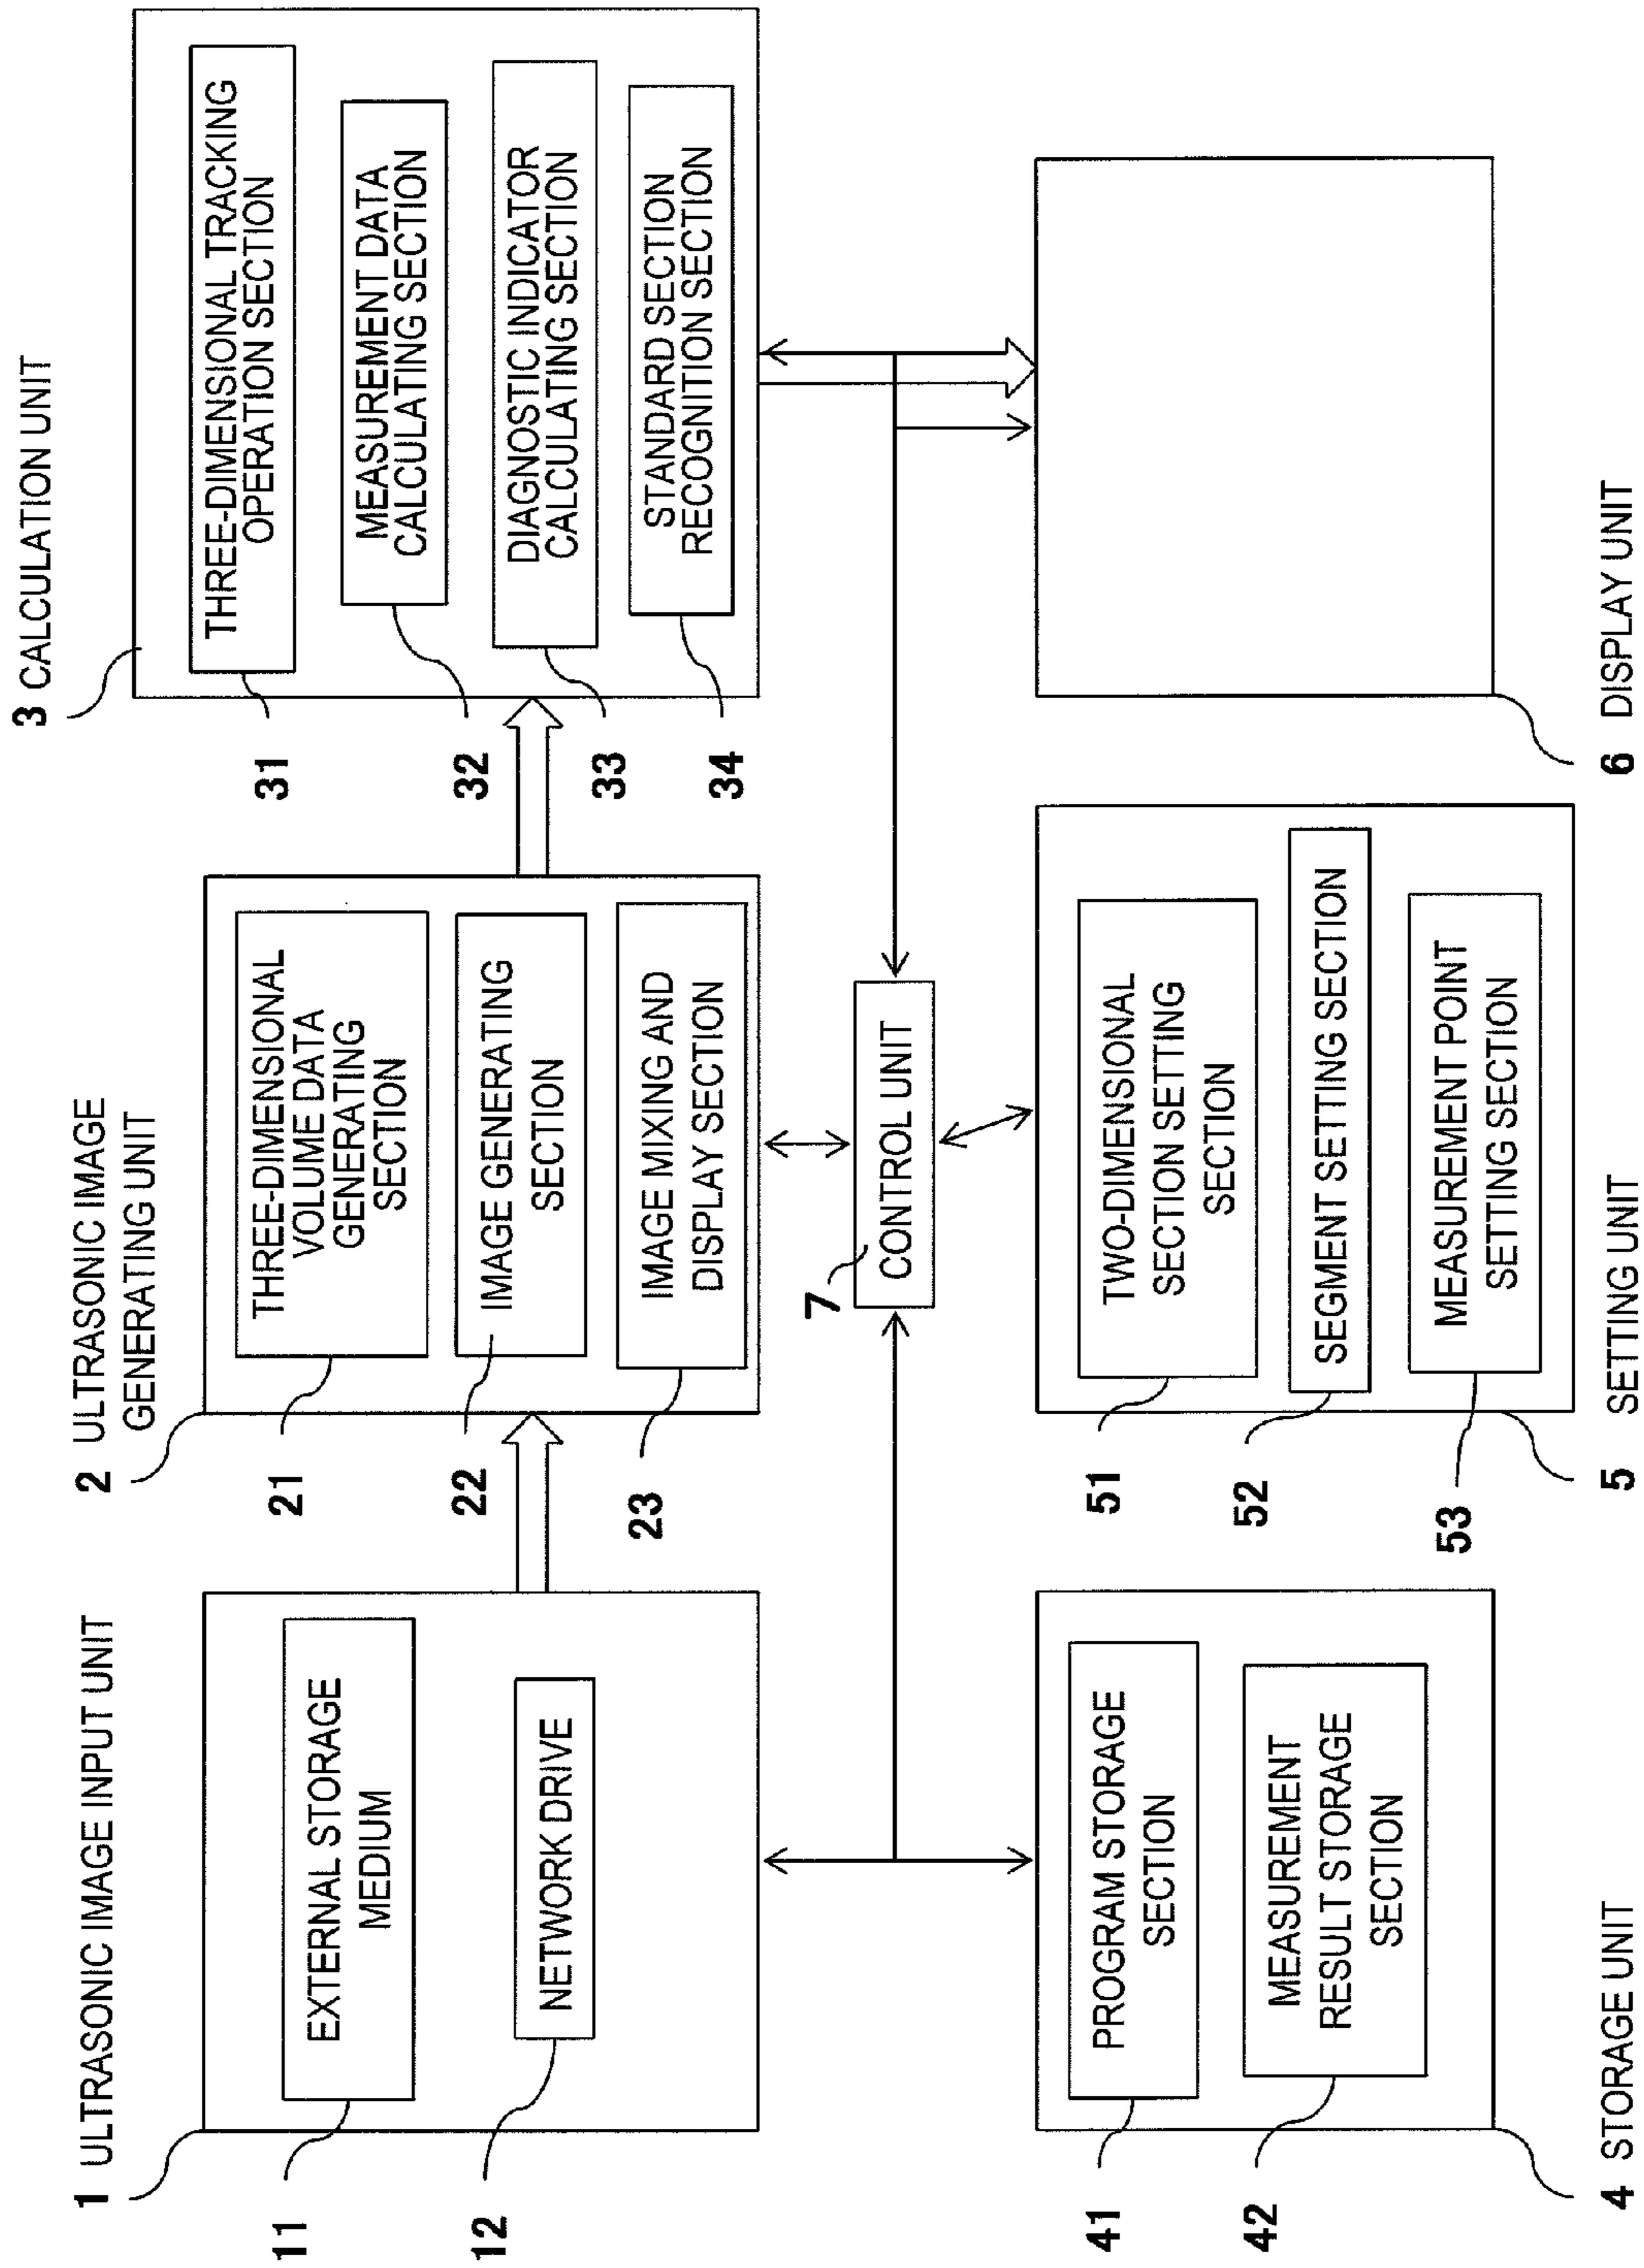 1 ULTRASONIC IMAGE INPUT UNIT
EXTERNAL STORAGE
MEDIUM
11
NETWORK DRIVE
12
2 ULTRASONIC IMAGE
GENERATING UNIT
THREE-DIMENSIONAL
VOLUME DATA
GENERATING
SECTION
21
IMAGE GENERATING
SECTION
22
IMAGE MIXING AND
DISPLAY SECTION
23
3 CALCULATION UNIT
THREE-DIMENSIONAL TRACKING
OPERATION SECTION
31
MEASUREMENT DATA
CALCULATING SECTION
32
DIAGNOSTIC INDICATOR
CALCULATING SECTION
33
STANDARD SECTION
RECOGNITION SECTION
34
7
CONTROL UNIT
PROGRAM STORAGE
SECTION
41
MEASUREMENT
RESULT STORAGE
SECTION
42
4 STORAGE UNIT
TWO-DIMENSIONAL
SECTION SETTING
SECTION
51
SEGMENT SETTING SECTION
52
MEASUREMENT POINT
SETTING SECTION
53
5 SETTING UNIT
6 DISPLAY UNIT